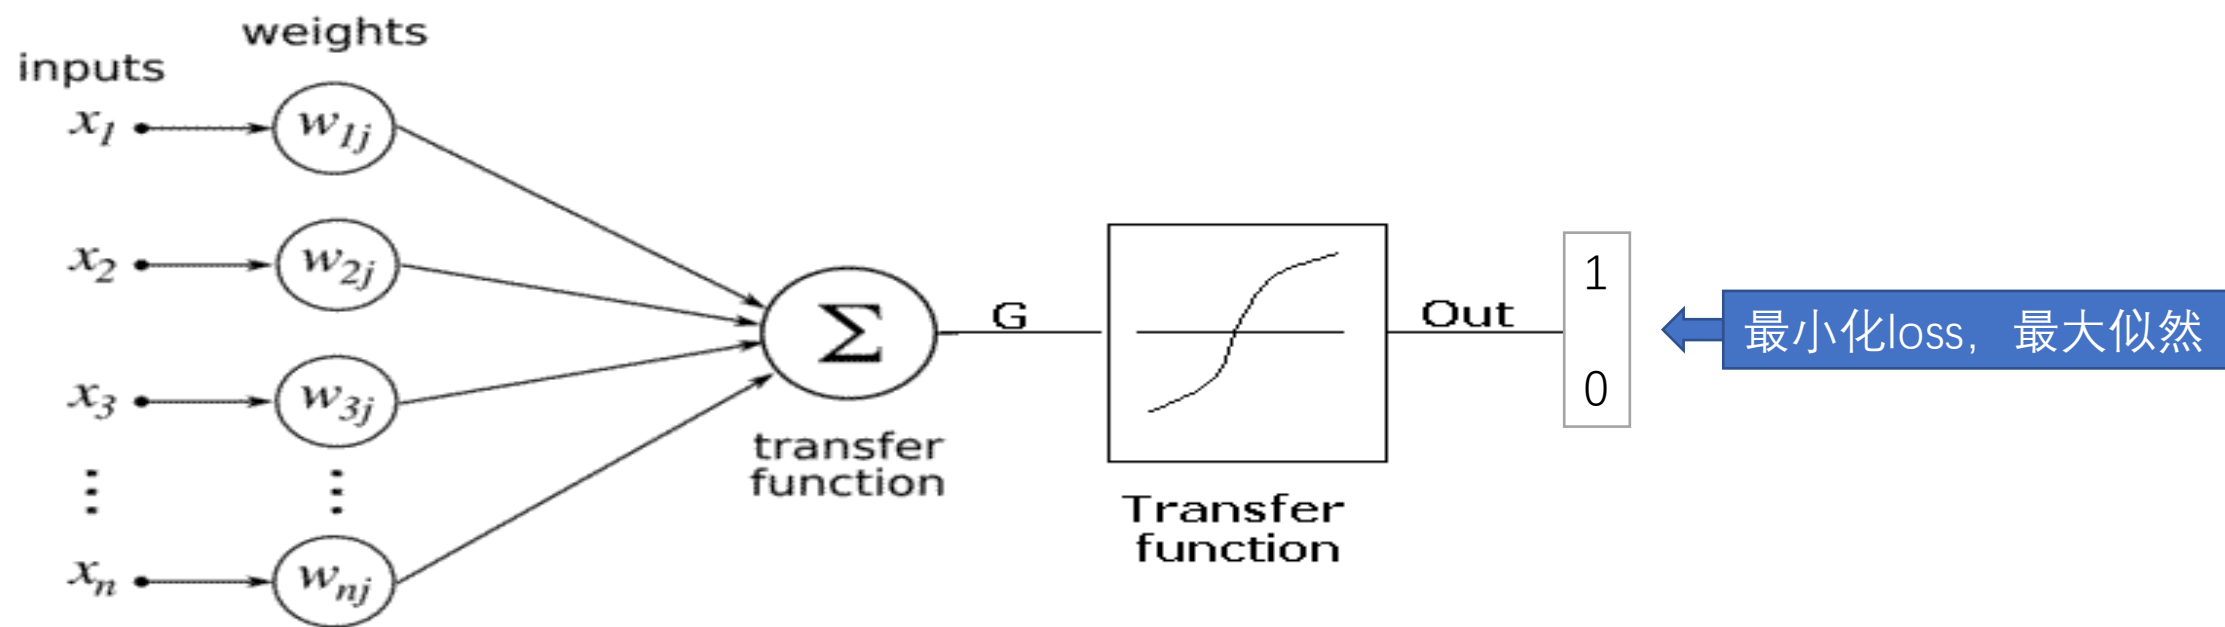 weights
inputs
x1
w1j
x2
w2j
x3
w3j
xn
wnj
Σ
transfer
function
G
Transfer
function
Out
1
0
最小化loss，最大似然